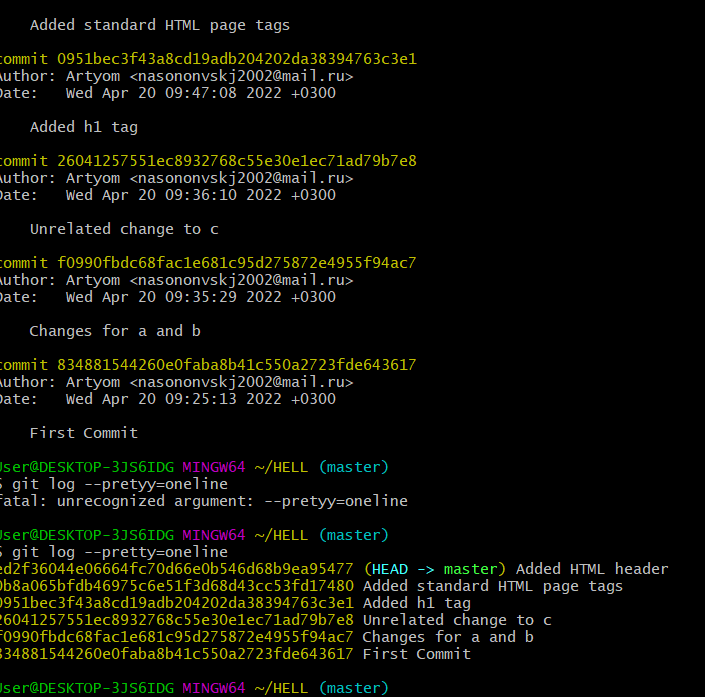 Added standard HTML page tags
commit 0951bec3f43a8cd19adb204202da38394763c3e1
Author: Artyom <nasononvskj2002@mail.ru>
Date:   Wed Apr 20 09:47:08 2022 +0300
Added h1 tag
commit 26041257551ec8932768c55e30e1ec71ad79b7e8
Author: Artyom <nasononvskj2002@mail.ru>
Date:   Wed Apr 20 09:36:10 2022 +0300
Unrelated change to c
commit f0990fbdc68fac1e681c95d275872e4955f94ac7
Author: Artyom <nasononvskj2002@mail.ru>
Date:   Wed Apr 20 09:35:29 2022 +0300
Changes for a and b
commit 834881544260e0faba8b41c550a2723fde643617
Author: Artyom <nasononvskj2002@mail.ru>
Date:   Wed Apr 20 09:25:13 2022 +0300
First Commit
User@DESKTOP-3JS6IDG MINGW64 ~/HELL (master)
$ git log --prettyy=oneline
fatal: unrecognized argument: --prettyy=oneline
User@DESKTOP-3JS6IDG MINGW64 ~/HELL (master)
$ git log --pretty=oneline
ed2f36044e06664fc70d66e0b546d68b9ea95477 (HEAD -> master) Added HTML header
0b8a065bfdb46975c6e51f3d68d43cc53fd17480 Added standard HTML page tags
0951bec3f43a8cd19adb204202da38394763c3e1 Added h1 tag
26041257551ec8932768c55e30e1ec71ad79b7e8 Unrelated change to c
f0990fbdc68fac1e681c95d275872e4955f94ac7 Changes for a and b
834881544260e0faba8b41c550a2723fde643617 First Commit
User@DESKTOP-3JS6IDG MINGW64 ~/HELL (master)